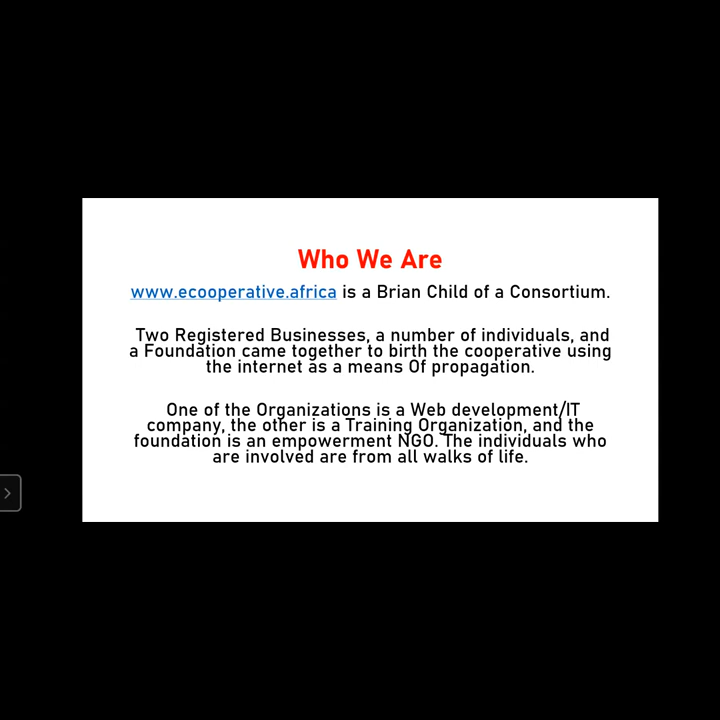 Who We Are
www.ecooperative.africa is a Brian Child of a Consortium.
Two Registered Businesses, a number of individuals, and
a Foundation came together to birth the cooperative using
the internet as a means Of propagation.
One of the Organizations is a Web development/IT
company, the other is a Training Organization, and the
foundation is an empowerment NGO. The individuals who
are involved are from all walks of life.